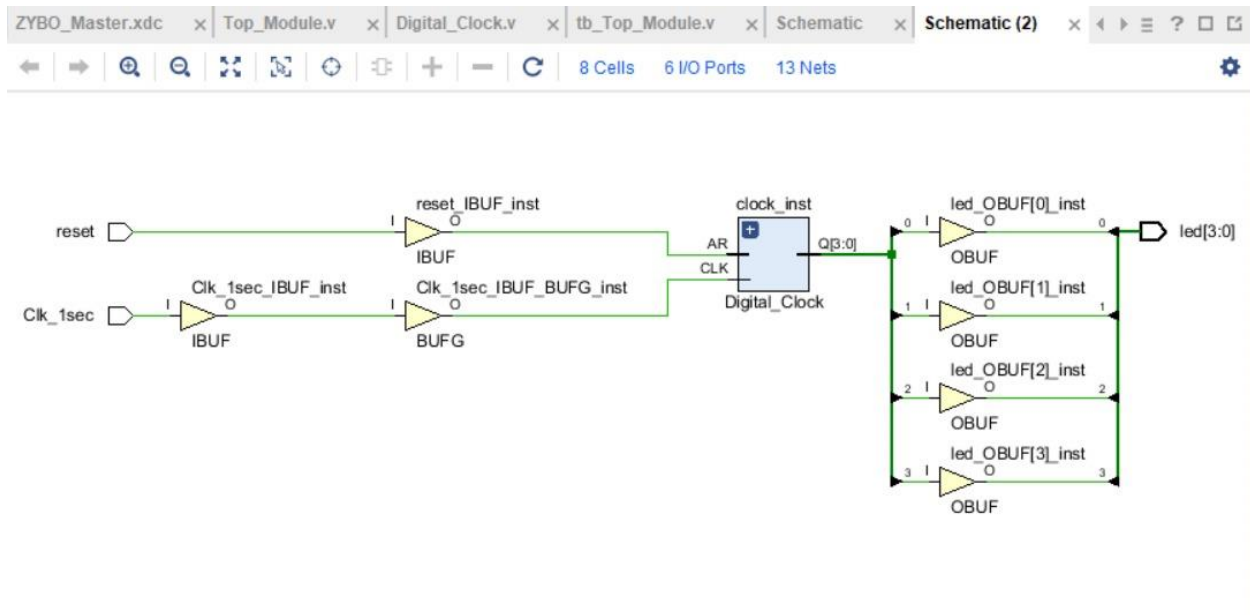 ZYBO_Master.xdc × Top_Module.v × Digital_Clock.v × tb_Top_Module.v × Schematic × Schematic (2) × ?
8 Cells 6 I/O Ports 13 Nets
reset_IBUF_inst
clock_inst
led_OBUF[0]_inst
reset
I O
AR
Q[3:0]
0 I O 0
led[3:0]
IBUF
CLK
OBUF
Clk_1sec_IBUF_inst
Clk_1sec_IBUF_BUFG_inst
Digital_Clock
led_OBUF[1]_inst
Clk_1sec
I O
I O
1 I O 1
IBUF
BUFG
OBUF
led_OBUF[2]_inst
2 I O 2
OBUF
led_OBUF[3]_inst
3 I O 3
OBUF